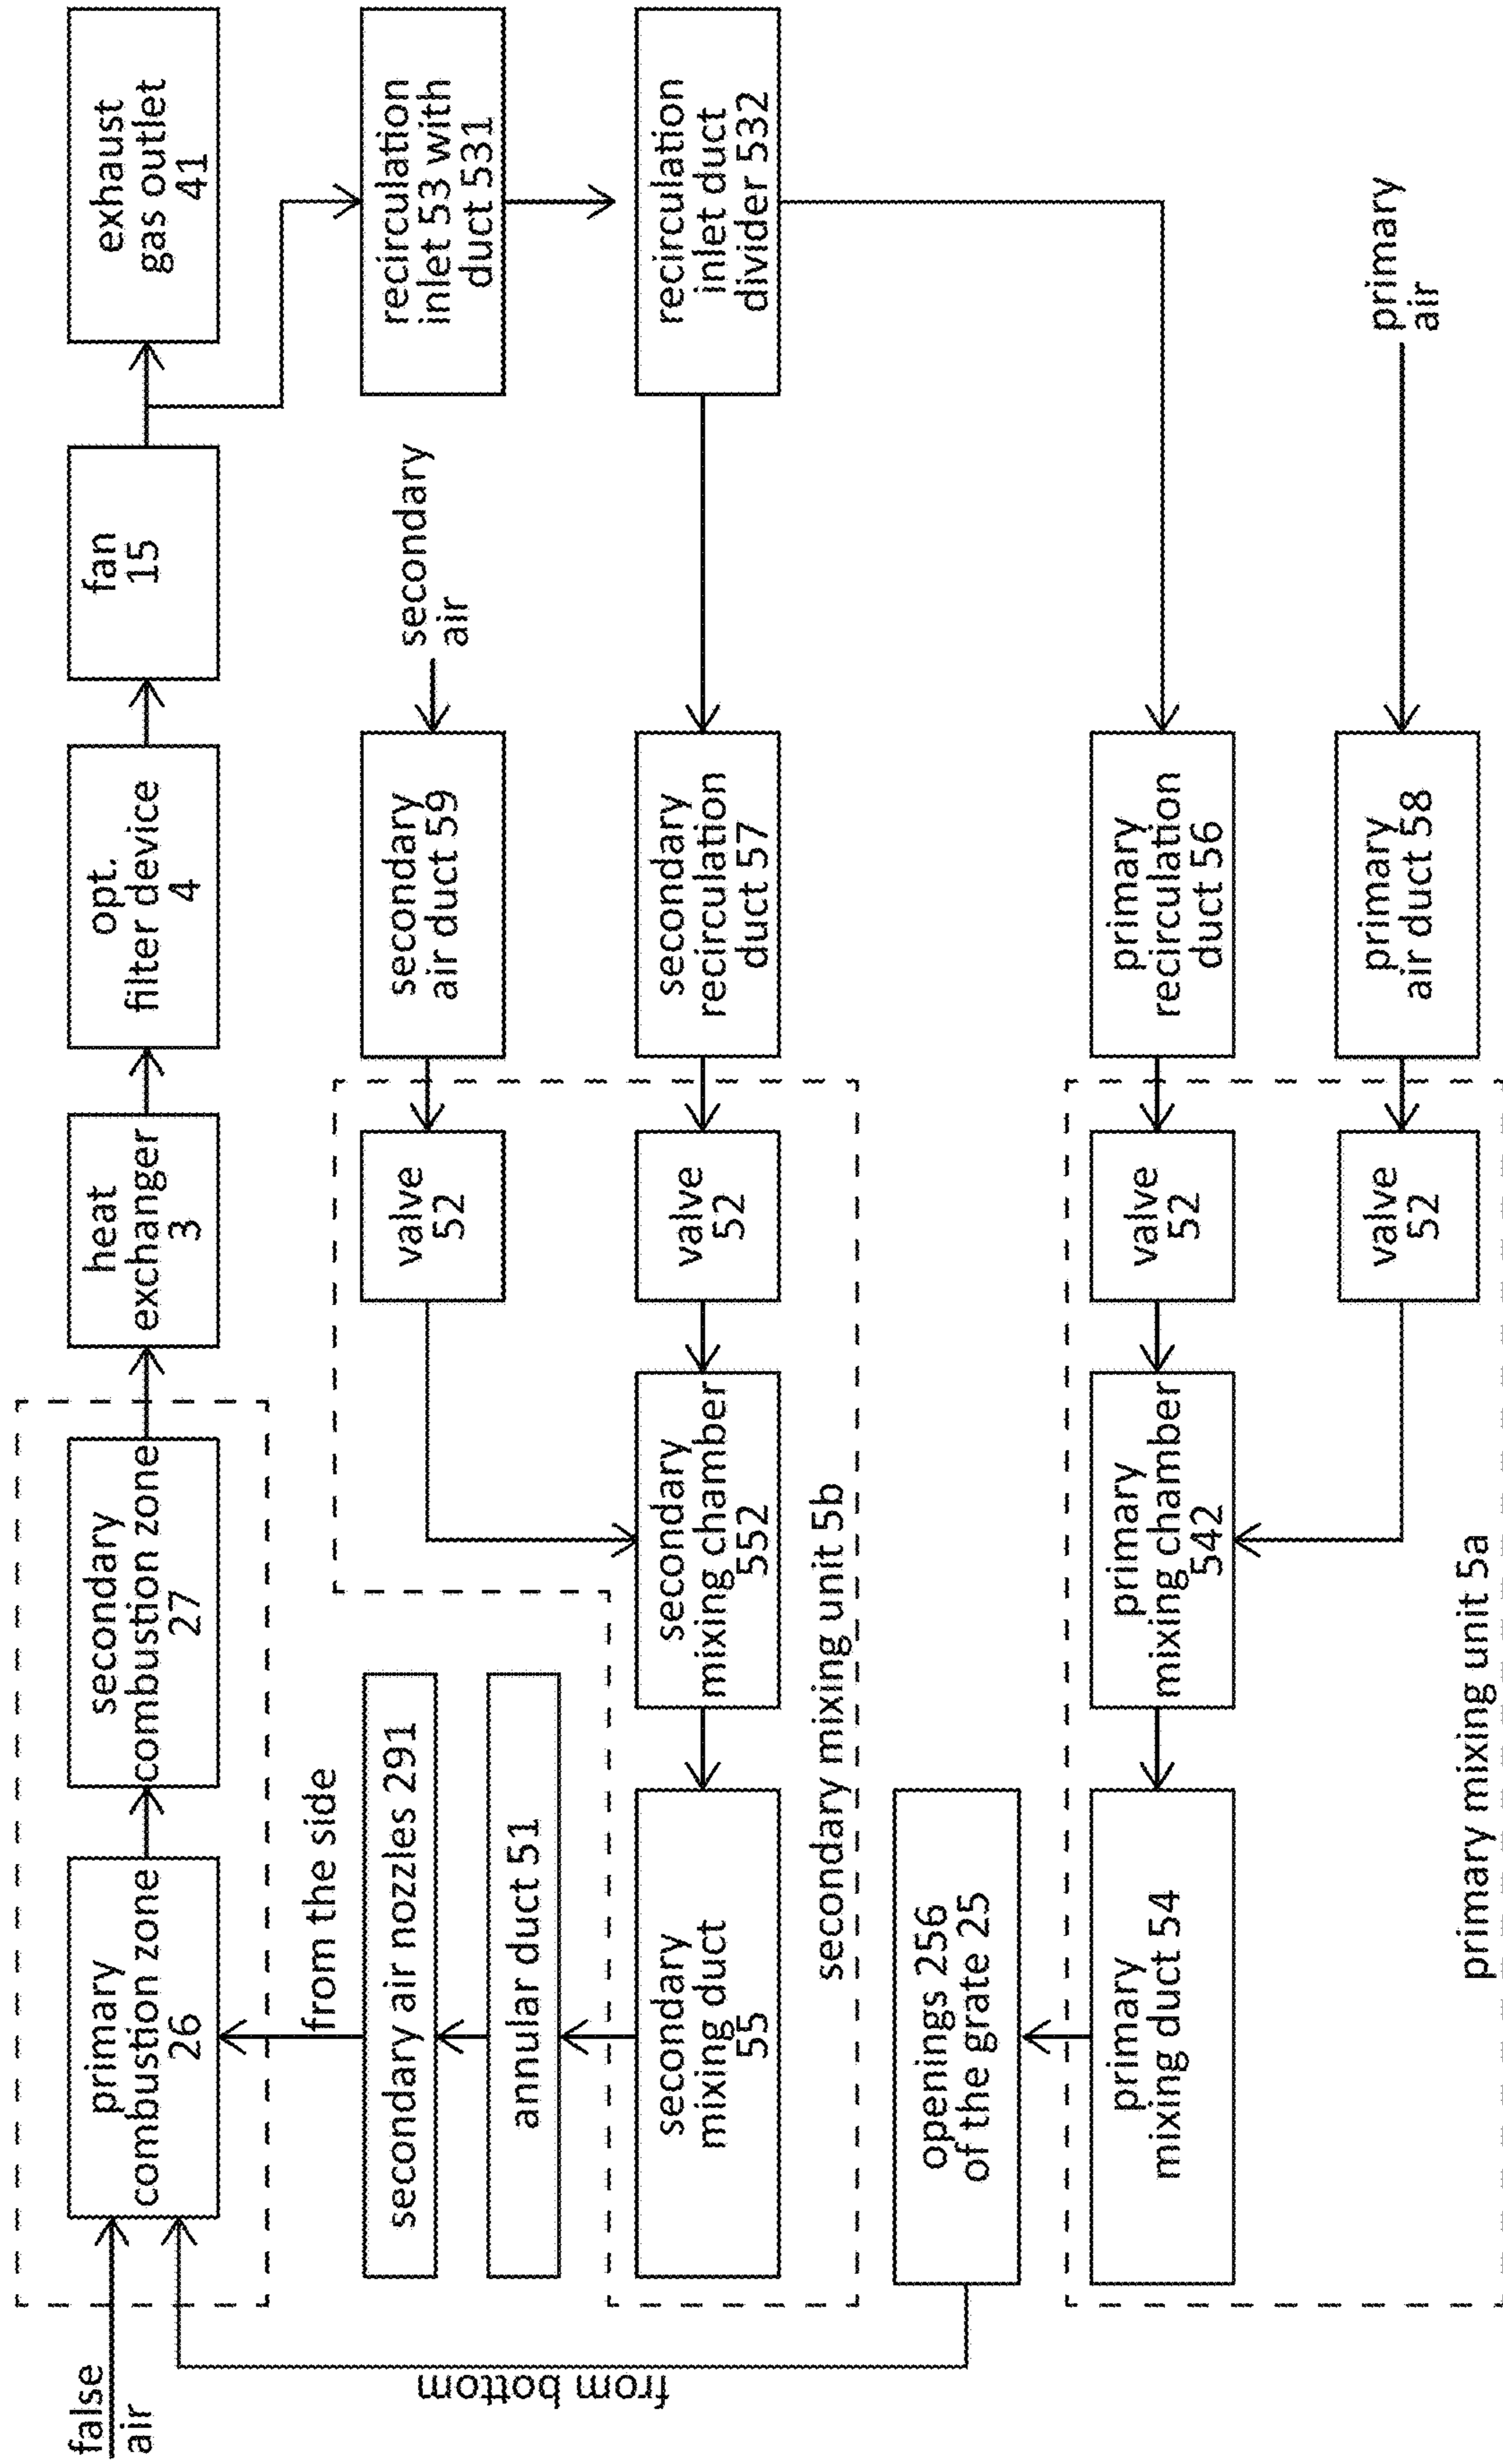 false
air
primary
combustion zone
26
secondary
combustion zone
27
heat
exchanger
3
opt.
filter device
4
fan
15
exhaust
gas outlet
41
from the side
secondary air nozzles 291
annular duct 51
valve
52
secondary
air duct 59
secondary
air
recirculation
inlet 53 with
duct 531
secondary
mixing duct
55
secondary
mixing chamber
552
valve
52
secondary
recirculation
duct 57
recirculation
inlet duct
divider 532
secondary mixing unit 5b
from bottom
openings 256
of the grate 25
primary
mixing duct 54
primary
mixing chamber
542
valve
52
primary
recirculation
duct 56
valve
52
primary
air duct 58
primary
air
primary mixing unit 5a